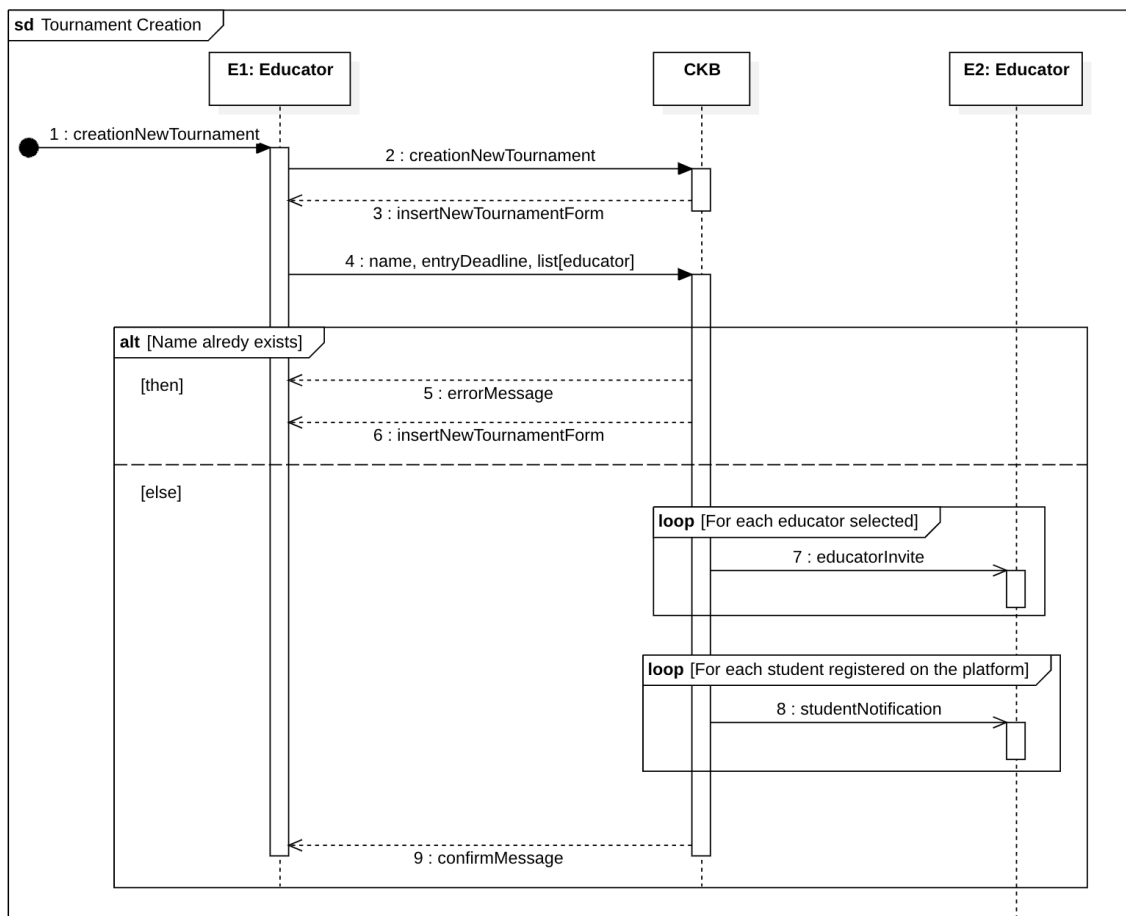 sd Tournament Creation
E1: Educator
CKB
E2: Educator
1 : creationNewTournament
2 : creationNewTournament
3 : insertNewTournamentForm
4 : name, entryDeadline, list[educator]
alt [Name alredy exists]
[then]
5 : errorMessage
6 : insertNewTournamentForm
[else]
loop [For each educator selected]
7 : educatorInvite
loop [For each student registered on the platform]
8 : studentNotification
9 : confirmMessage